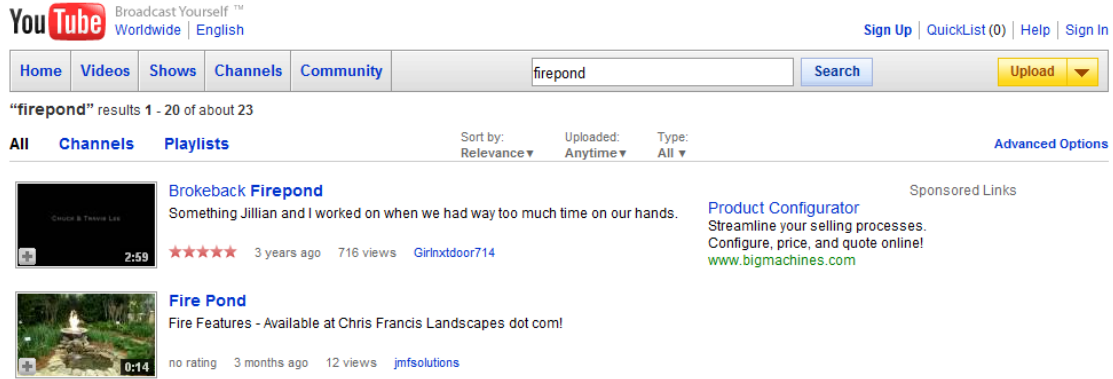 You Tube Broadcast Yourself ™
Worldwide | English
Sign Up | QuickList (0) | Help | Sign In
Home Videos Shows Channels Community
firepond Search Upload
"firepond" results 1 - 20 of about 23
All Channels Playlists
Sort by: Relevance ▾
Uploaded: Anytime ▾
Type: All ▾
Advanced Options
CHUCK & TRAVIS LEE
2:59
Brokeback Firepond
Something Jillian and I worked on when we had way too much time on our hands.
3 years ago 716 views Girlnxtdoor714
Sponsored Links
Product Configurator
Streamline your selling processes.
Configure, price, and quote online!
www.bigmachines.com
0:14
Fire Pond
Fire Features - Available at Chris Francis Landscapes dot com!
no rating 3 months ago 12 views jmfsolutions